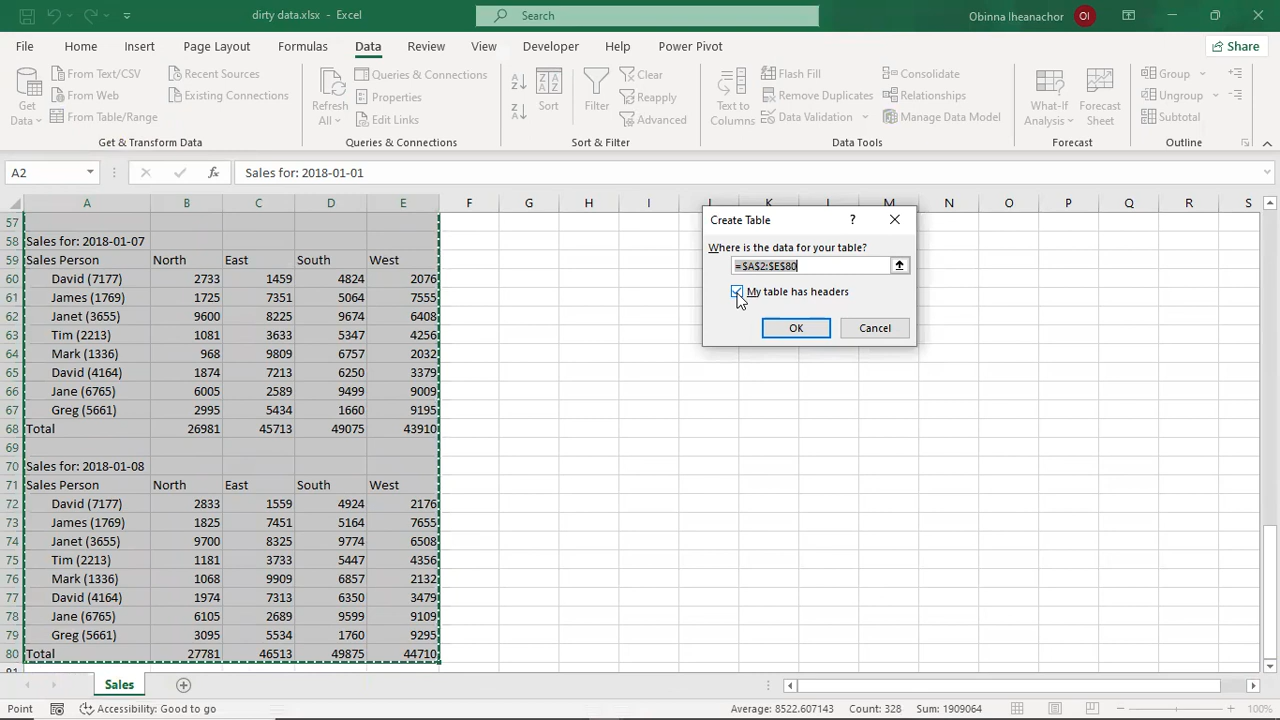 dirty data.xlsx - Excel
Search
Obinna Iheanachor
OI
File Home Insert Page Layout Formulas Data Review View Developer Help Power Pivot Share
Get Data
From Text/CSV
From Web
From Table/Range
Recent Sources
Existing Connections
Get & Transform Data
Refresh All
Queries & Connections
Properties
Edit Links
Queries & Connections
Sort
Filter
Clear
Reapply
Advanced
Sort & Filter
Text to Columns
Flash Fill
Remove Duplicates
Data Validation
Consolidate
Relationships
Manage Data Model
Data Tools
What-If Analysis
Forecast Sheet
Forecast
Group
Ungroup
Subtotal
Outline
A2
fx
Sales for: 2018-01-01
A B C D E F G H I J K L M N O P Q R S
57
58 Sales for: 2018-01-07
59 Sales Person North East South West
60 David (7177) 2733 1459 4824 2076
61 James (1769) 1725 7351 5064 7555
62 Janet (3655) 9600 8225 9674 6408
63 Tim (2213) 1081 3633 5347 4256
64 Mark (1336) 968 9809 6757 2032
65 David (4164) 1874 7213 6250 3379
66 Jane (6765) 6005 2589 9499 9009
67 Greg (5661) 2995 5434 1660 9195
68 Total 26981 45713 49075 43910
69
70 Sales for: 2018-01-08
71 Sales Person North East South West
72 David (7177) 2833 1559 4924 2176
73 James (1769) 1825 7451 5164 7655
74 Janet (3655) 9700 8325 9774 6508
75 Tim (2213) 1181 3733 5447 4356
76 Mark (1336) 1068 9909 6857 2132
77 David (4164) 1974 7313 6350 3479
78 Jane (6765) 6105 2689 9599 9109
79 Greg (5661) 3095 5534 1760 9295
80 Total 27781 46513 49875 44710
Create Table
?
Where is the data for your table?
=$A$2:$E$80
My table has headers
OK
Cancel
Sales
Point
Accessibility: Good to go
Average: 8522.607143
Count: 328
Sum: 1909064
100%